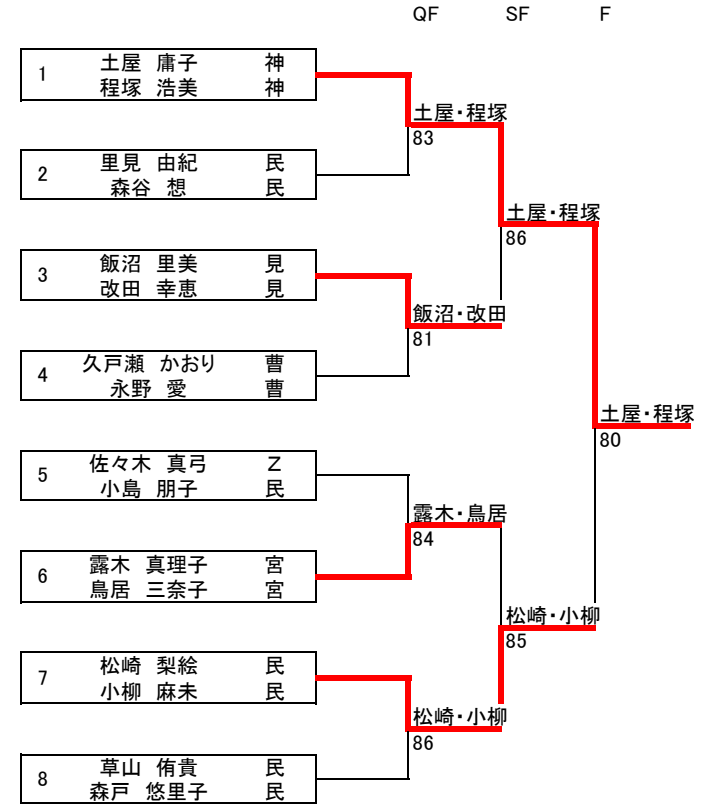 QF SF F
1 土屋 庸子 神
程塚 浩美 神
土屋・程塚
83
2 里見 由紀 民
森谷 想 民
土屋・程塚
86
3 飯沼 里美 見
改田 幸恵 見
飯沼・改田
81
4 久戸瀬 かおり 曹
永野 愛 曹
土屋・程塚
80
5 佐々木 真弓 Z
小島 朋子 民
露木・鳥居
84
6 露木 真理子 宮
鳥居 三奈子 宮
松崎・小柳
85
7 松崎 梨絵 民
小柳 麻未 民
松崎・小柳
86
8 草山 侑貴 民
森戸 悠里子 民